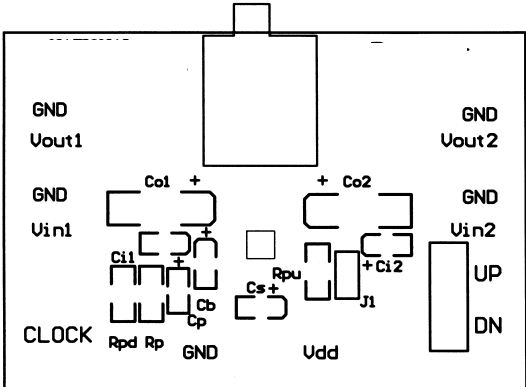 GND
GND
Vout1
Vout2
Co1 +
+ Co2
GND
GND
Vin1
Vin2
+
Ci1
+
+ Ci2
UP
Rpu
Cs +
Cb
J1
Cp
CLOCK
DN
Rpd
Rp
GND
Vdd